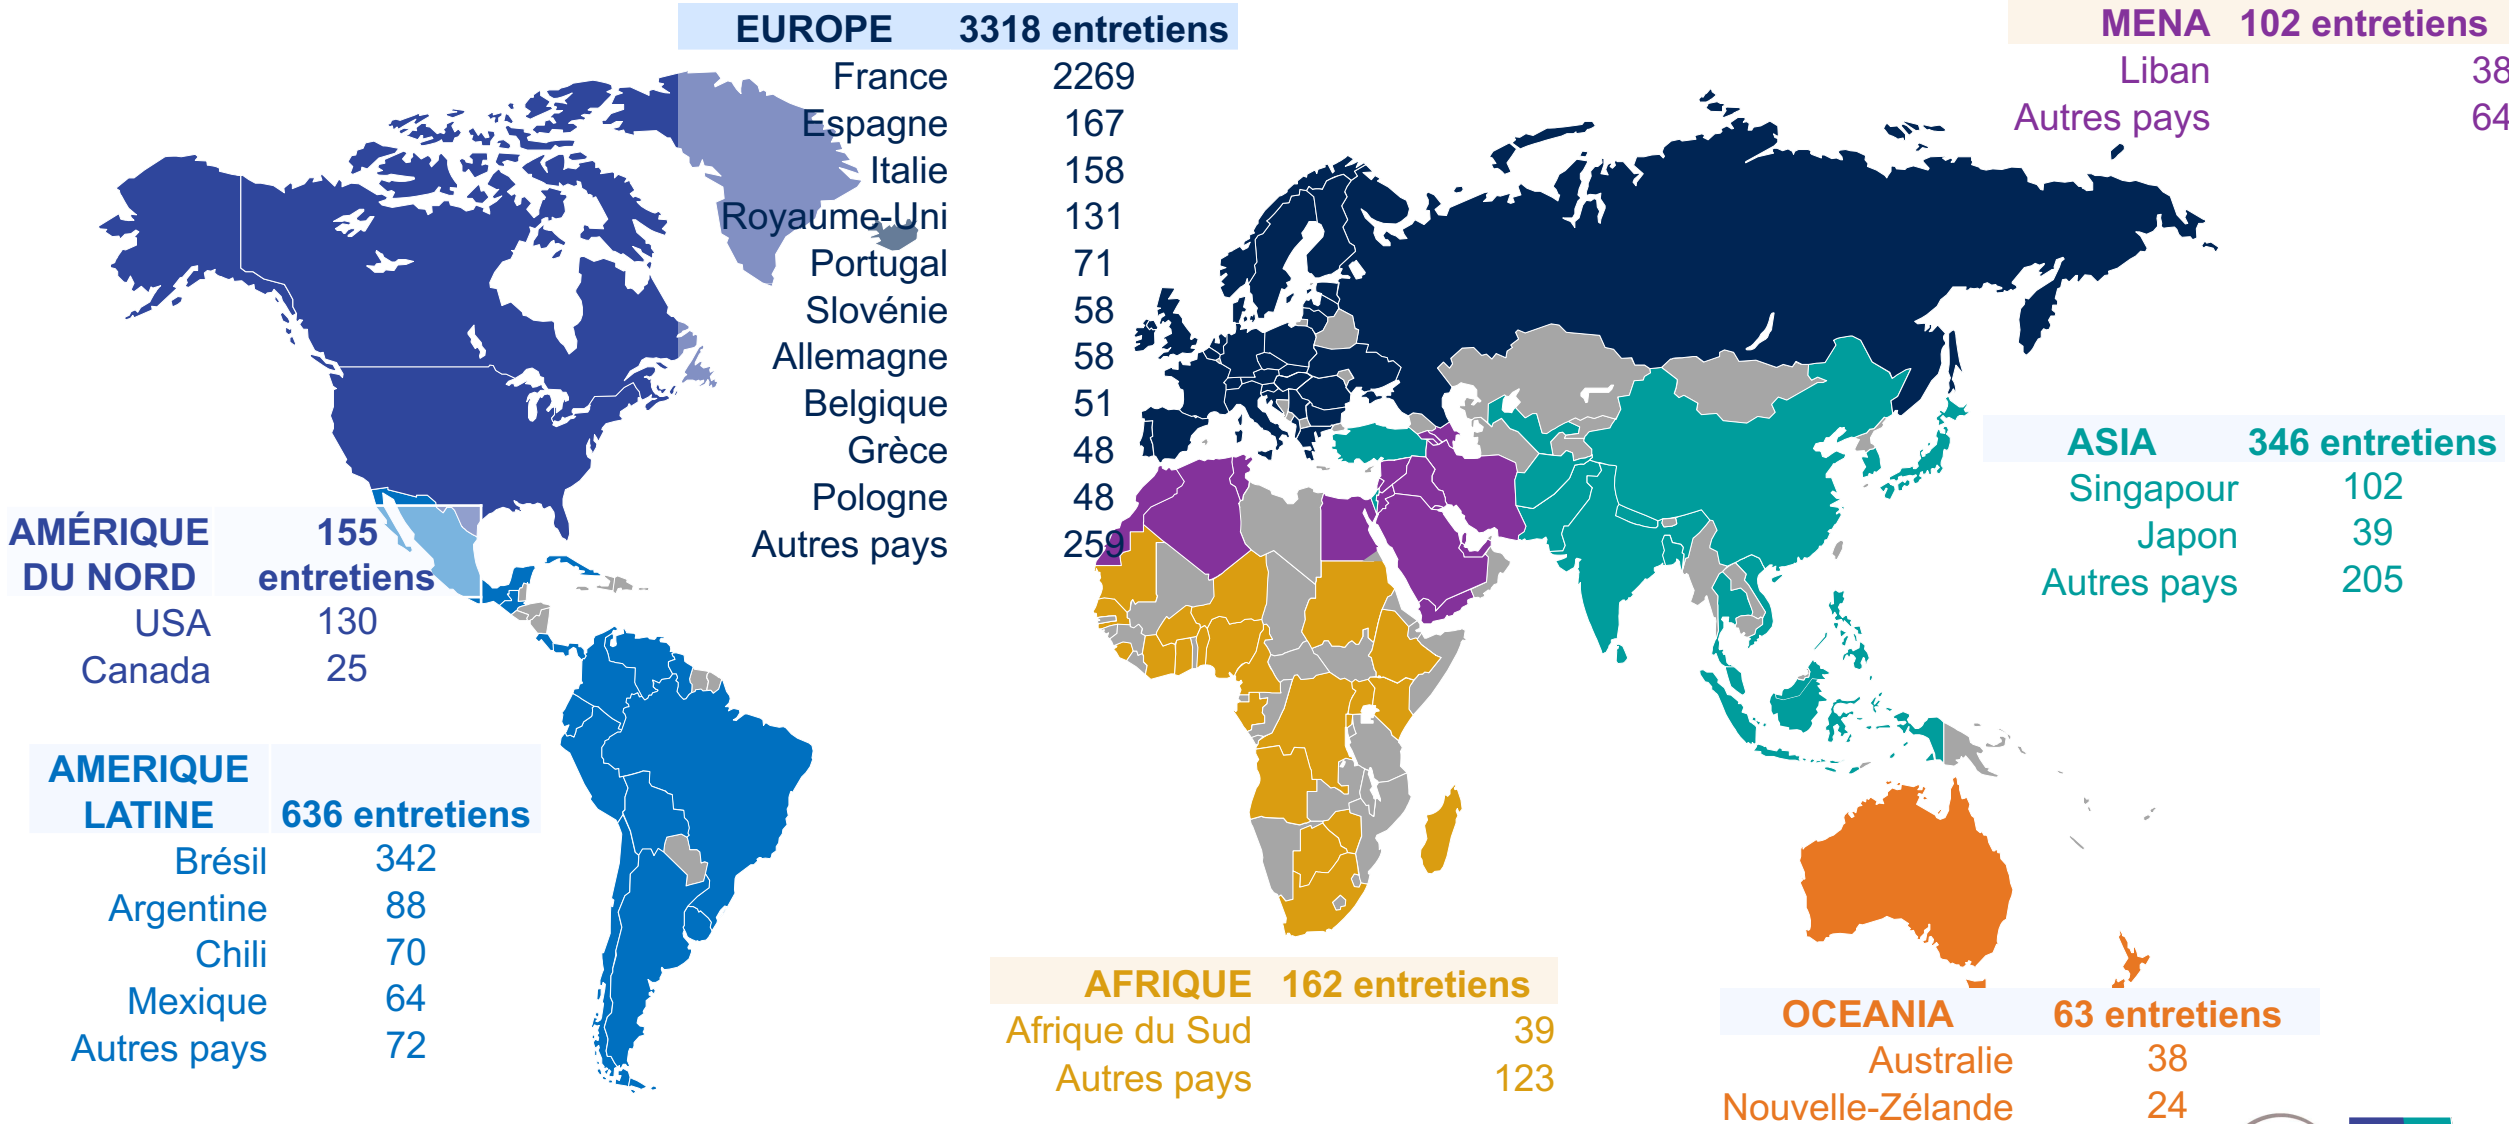 EUROPE 3318 entretiens
France 2269
Espagne 167
Italie 158
Royaume-Uni 131
Portugal 71
Slovénie 58
Allemagne 58
Belgique 51
Grèce 48
Pologne 48
Autres pays 259
MENA 102 entretiens
Liban 38
Autres pays 64
AMÉRIQUE DU NORD 155 entretiens
USA 130
Canada 25
ASIA 346 entretiens
Singapour 102
Japon 39
Autres pays 205
AMERIQUE
LATINE 636 entretiens
Brésil 342
Argentine 88
Chili 70
Mexique 64
Autres pays 72
AFRIQUE 162 entretiens
Afrique du Sud 39
Autres pays 123
OCEANIA 63 entretiens
Australie 38
Nouvelle-Zélande 24